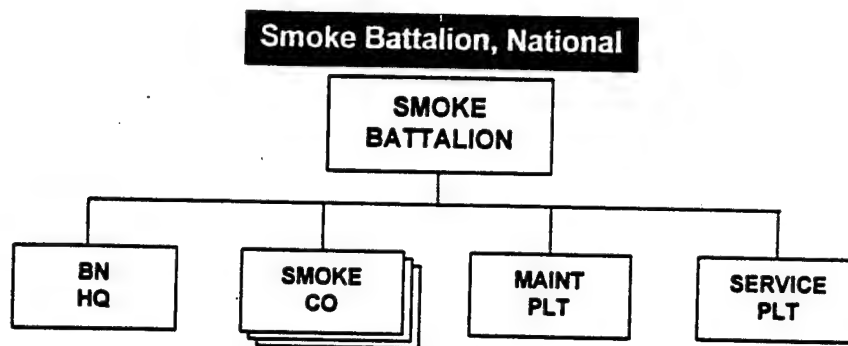 Smoke Battalion, National
SMOKE
BATTALION
BN
HQ
SMOKE
CO
MAINT
PLT
SERVICE
PLT